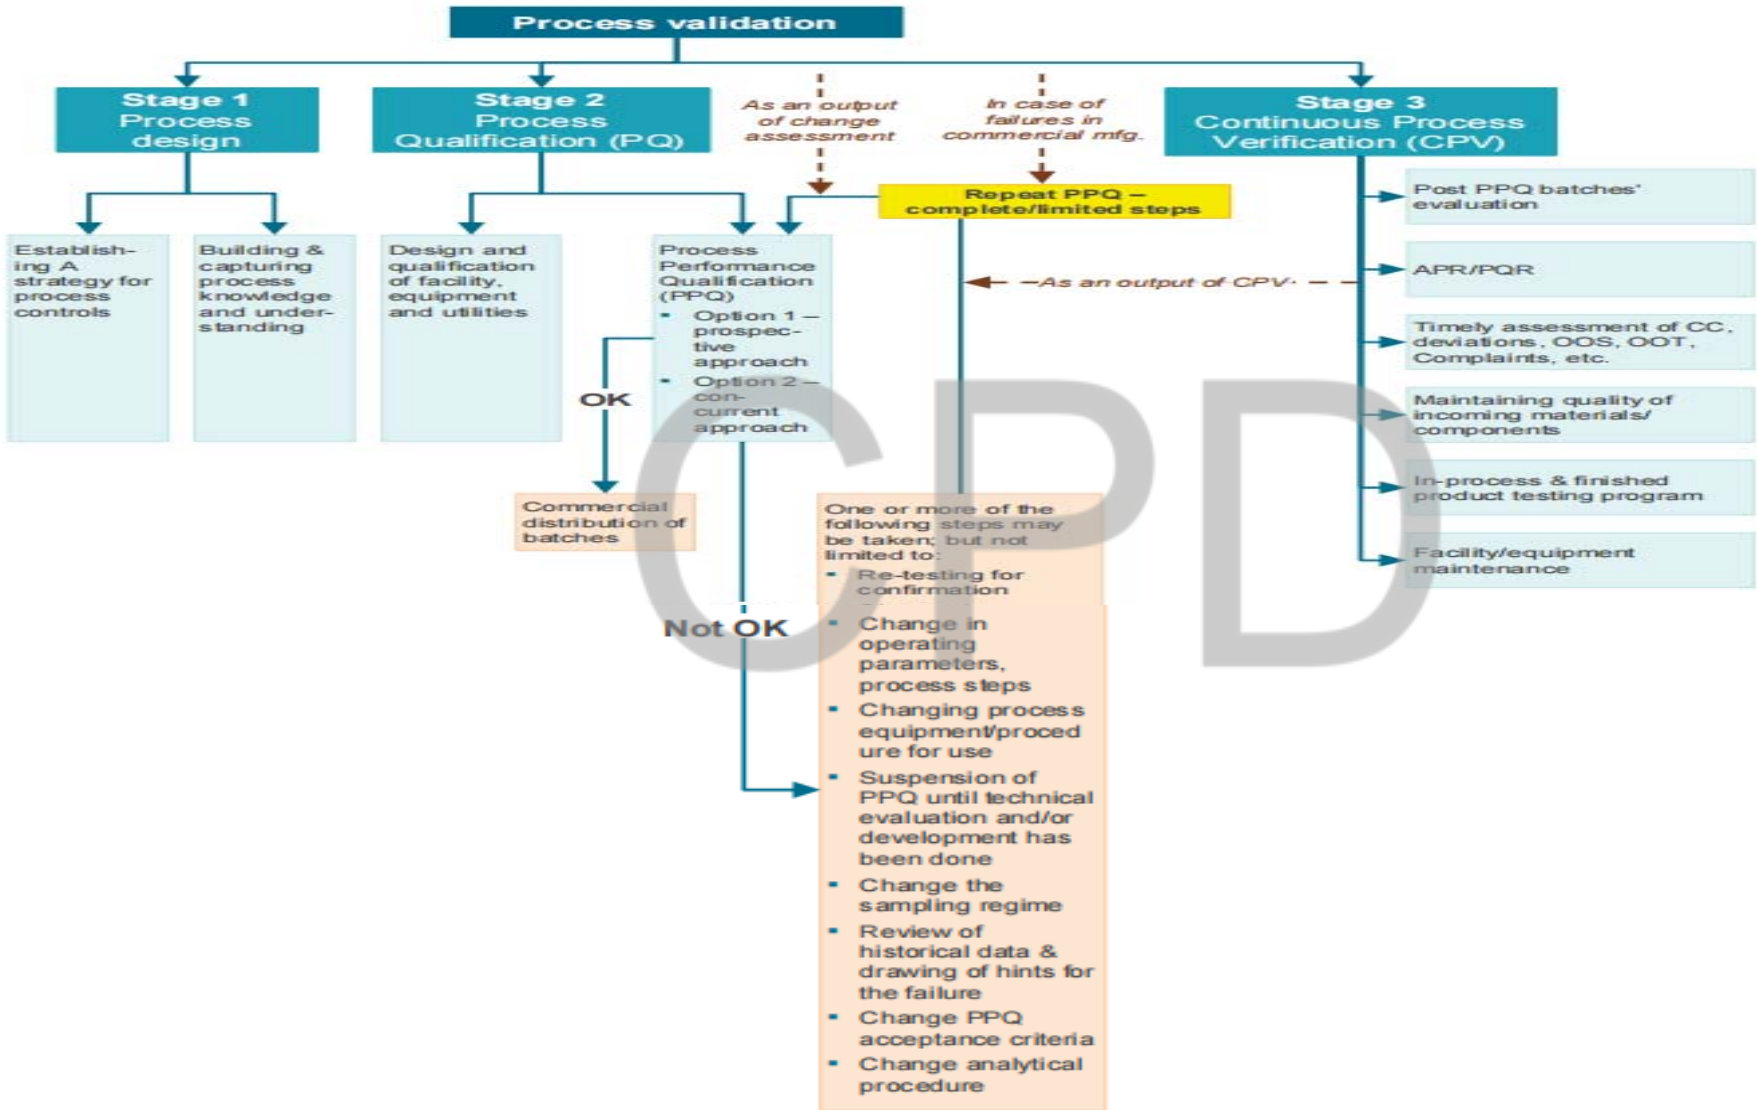 Process validation
Stage 1
Process
design
Stage 2
Process
Qualification (PQ)
As an output
of change
assessment
In case of
failures in
commercial mfg.
Stage 3
Continuous Process
Verification (CPV)
Repeat PPQ –
complete/limited steps
Establish-
ing A
strategy for
process
controls
Building &
capturing
process
knowledge
and under-
standing
Design and
qualification
of facility,
equipment
and utilities
Process
Performance
Qualification
(PPQ)
▪ Option 1 –
prospec-
tive
approach
▪ Option 2 –
con-
current
approach
As an output of CPV
Post PPQ batches'
evaluation
APR/PQR
Timely assessment of CC,
deviations, OOS, OOT,
Complaints, etc.
Maintaining quality of
incoming materials/
components
In-process & finished
product testing program
Facility/equipment
maintenance
OK
Commercial
distribution of
batches
Not OK
One or more of the
following steps may
be taken; but not
limited to:
▪ Re-testing for
confirmation
▪ Change in
operating
parameters,
process steps
▪ Changing process
equipment/proced
ure for use
▪ Suspension of
PPQ until technical
evaluation and/or
development has
been done
▪ Change the
sampling regime
▪ Review of
historical data &
drawing of hints for
the failure
▪ Change PPQ
acceptance criteria
▪ Change analytical
procedure
CPD